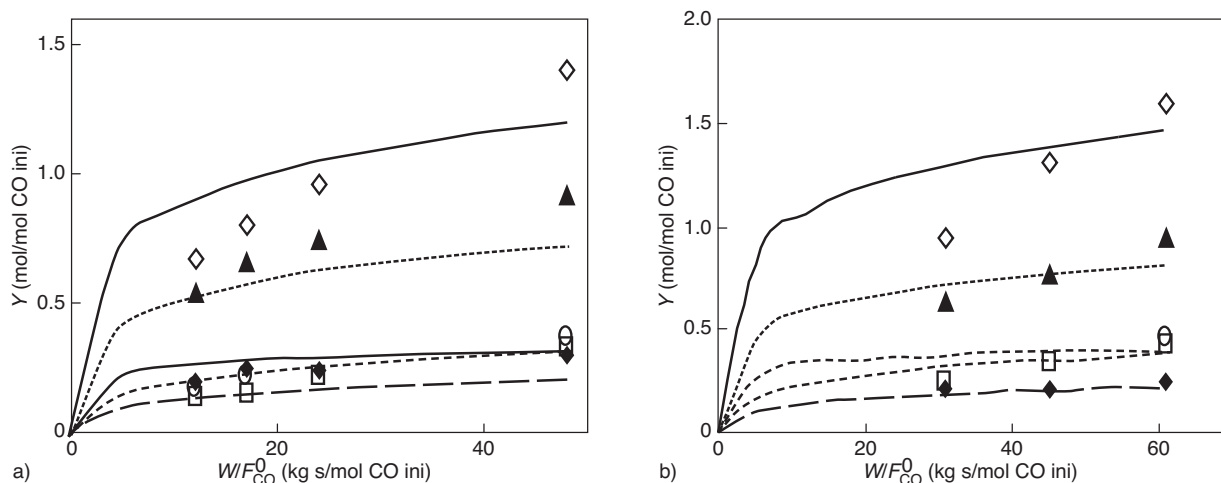 1.5
1.0
0.5
0
Y (mol/mol CO ini)
0 20 40
W/F⁰CO (kg s/mol CO ini)
a)
2.0
1.5
1.0
0.5
0
Y (mol/mol CO ini)
0 20 40 60
W/F⁰CO (kg s/mol CO ini)
b)